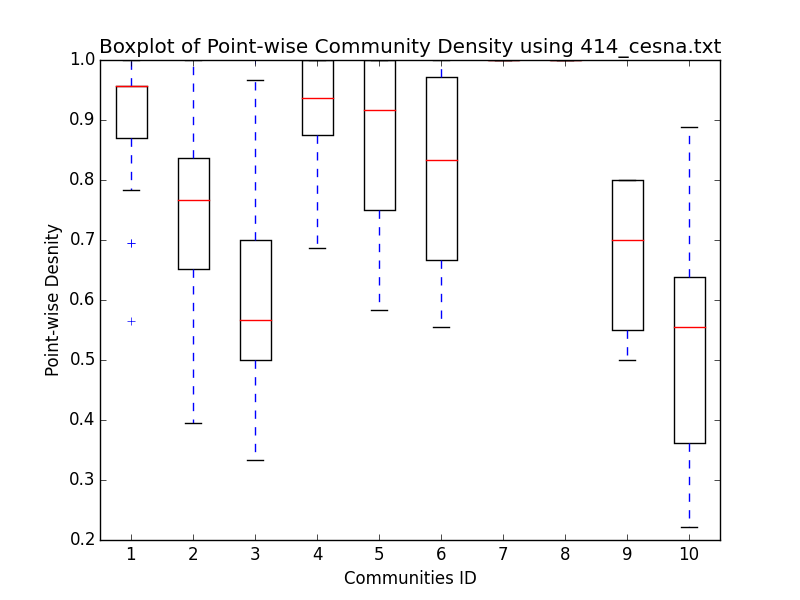 Boxplot of Point-wise Community Density using 414_cesna.txt
1.0
0.9
0.8
0.7
0.6
0.5
0.4
0.3
0.2
Point-wise Desnity
1 2 3 4 5 6 7 8 9 10
Communities ID